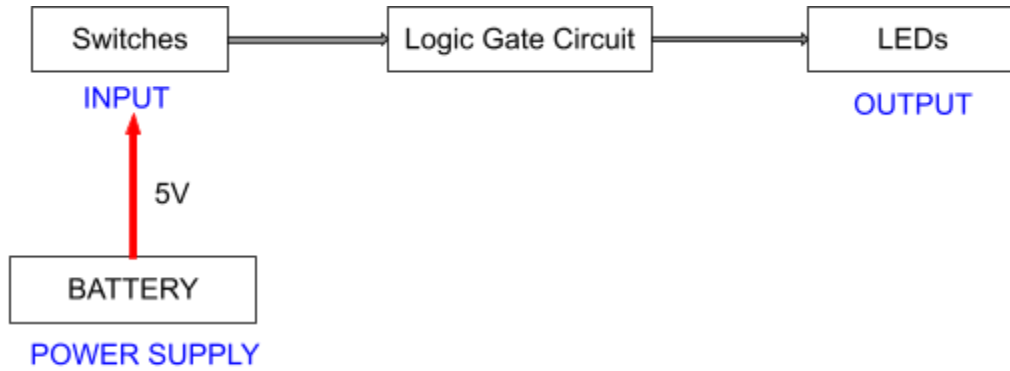 Switches
Logic Gate Circuit
LEDs
INPUT
OUTPUT
5V
BATTERY
POWER SUPPLY